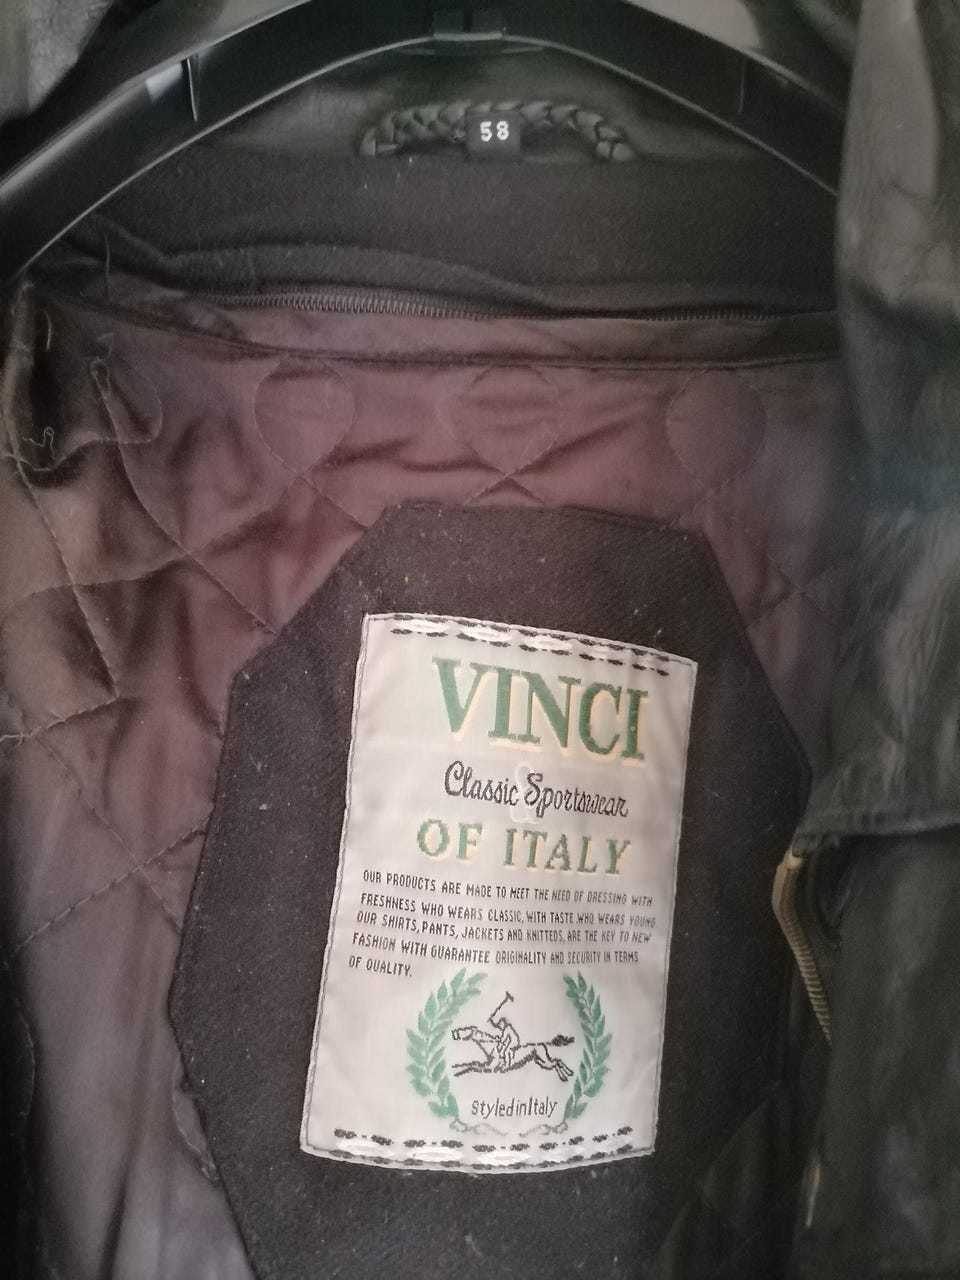 58
VINCI
Classic & Sportswear
OF ITALY
OUR PRODUCTS ARE MADE TO MEET THE NEED OF DRESSING WITH
FRESHNESS WHO WEARS CLASSIC, WITH TASTE WHO WEARS YOUNG
OUR SHIRTS, PANTS, JACKETS AND KNITTEDS, ARE THE KEY TO NEW
FASHION WITH GUARANTEE ORIGINALITY AND SECURITY IN TERMS
OF QUALITY.
styledinItaly